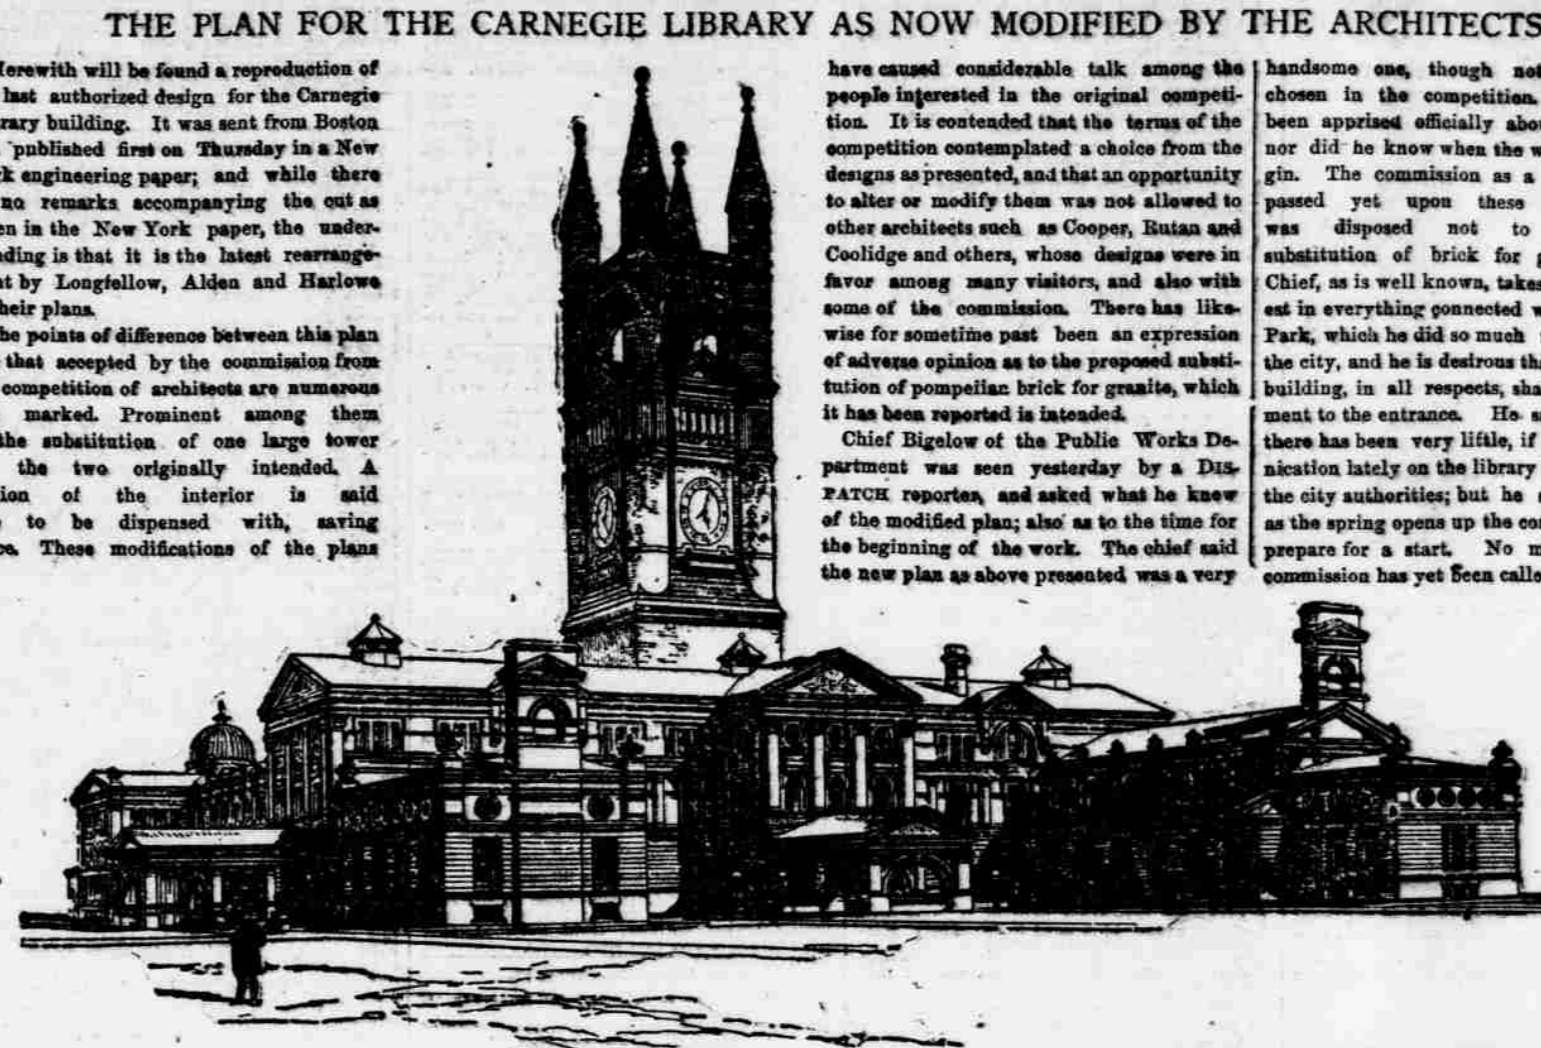 THE PLAN FOR THE CARNEGIE LIBRARY AS NOW MODIFIED BY THE ARCHITECTS
erewith will be found a reproduction of
last authorized design for the Carnegie
rary building. It was sent from Boston
published first on Thursday in a New
k engineering paper; and while there
no remarks accompanying the cut as
en in the New York paper, the under-
ding is that it is the latest rearrange-
t by Longfellow, Alden and Harlowe
heir plans.
he points of difference between this plan
that accepted by the commission from
competition of architects are numerous
marked. Prominent among them
the substitution of one large tower
the two originally intended. A
ion of the interior is said
to be dispensed with, saving
ce. These modifications of the plans
have caused considerable talk among the
people interested in the original competi-
tion. It is contended that the terms of the
competition contemplated a choice from the
designs as presented, and that an opportunity
to alter or modify them was not allowed to
other architects such as Cooper, Rutan and
Coolidge and others, whose designs were in
favor among many visitors, and also with
some of the commission. There has like-
wise for sometime past been an expression
of adverse opinion as to the proposed substi-
tution of pompeiian brick for granite, which
it has been reported is intended.
Chief Bigelow of the Public Works De-
partment was seen yesterday by a DIS-
PATCH reporter, and asked what he knew
of the modified plan; also as to the time for
the beginning of the work. The chief said
the new plan as above presented was a very
handsome one, though not
chosen in the competition.
been apprised officially abo
nor did he know when the w
gin. The commission as a
passed yet upon these
was disposed not to
substitution of brick for g
Chief, as is well known, takes
est in everything connected w
Park, which he did so much
the city, and he is desirous tha
building, in all respects, sha
ment to the entrance. He s
there has been very little, if
nication lately on the library
the city authorities; but he
as the spring opens up the co
prepare for a start. No m
commission has yet been calle